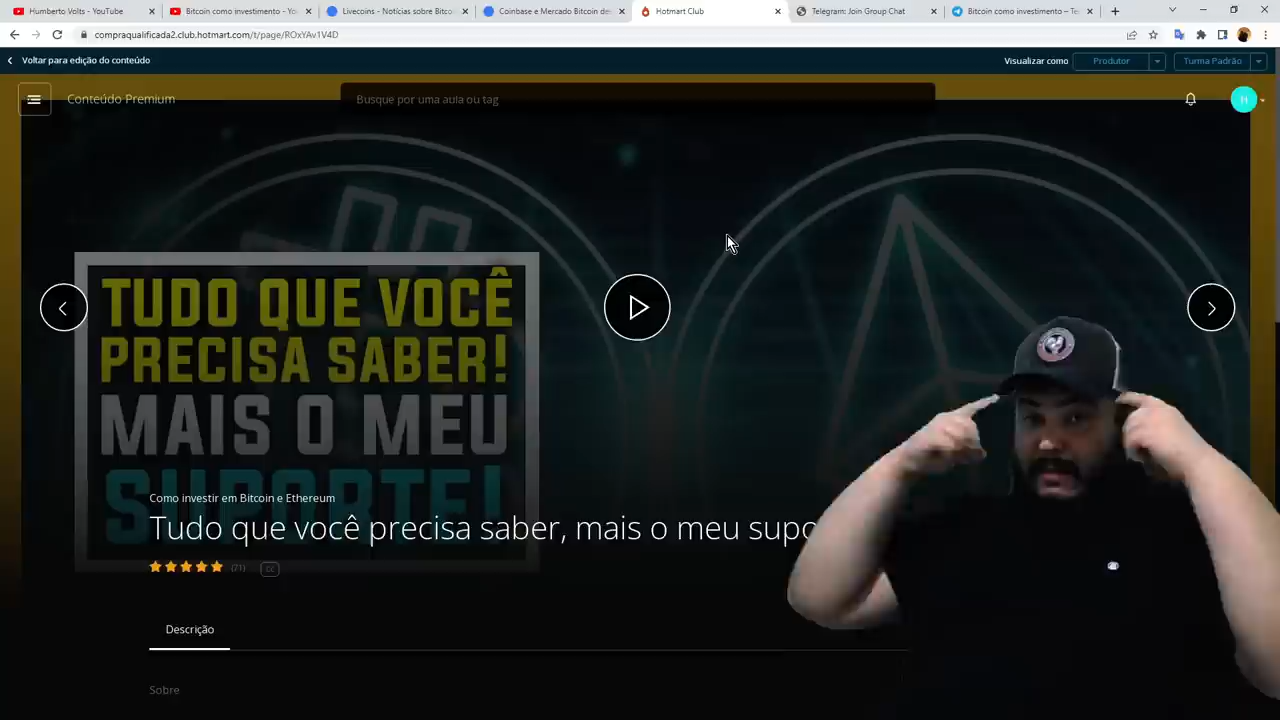 Humberto Volts - YouTube
Bitcoin como investimento - Yo
Livecoins - Notícias sobre Bitco
Coinbase e Mercado Bitcoin de
Hotmart Club
Telegram: Join Group Chat
Bitcoin como investimento – Te
compraqualificada2.club.hotmart.com/t/page/ROxYAv1V4D
Voltar para edição do conteúdo
Visualizar como
Produtor
Turma Padrão
Conteúdo Premium
Busque por uma aula ou tag
H
TUDO QUE VOCÊ
PRECISA SABER!
MAIS O MEU
SUPORTE!
Como investir em Bitcoin e Ethereum
Tudo que você precisa saber, mais o meu supo
(71)
CC
Descrição
Sobre